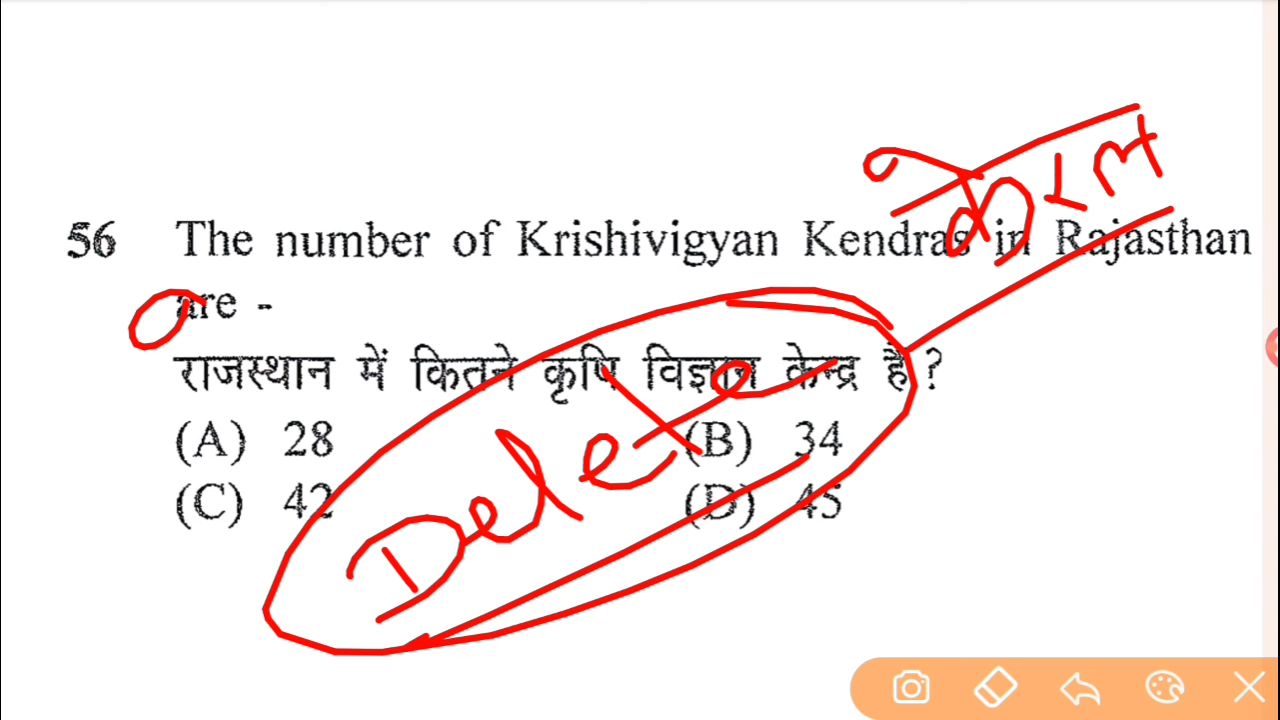 56 The number of Krishivigyan Kendras in Rajasthan
are -
राजस्थान में कितने कृषि विज्ञान केन्द्र हैं ?
(A) 28 (B) 34
(C) 42 (D) 45
Delete